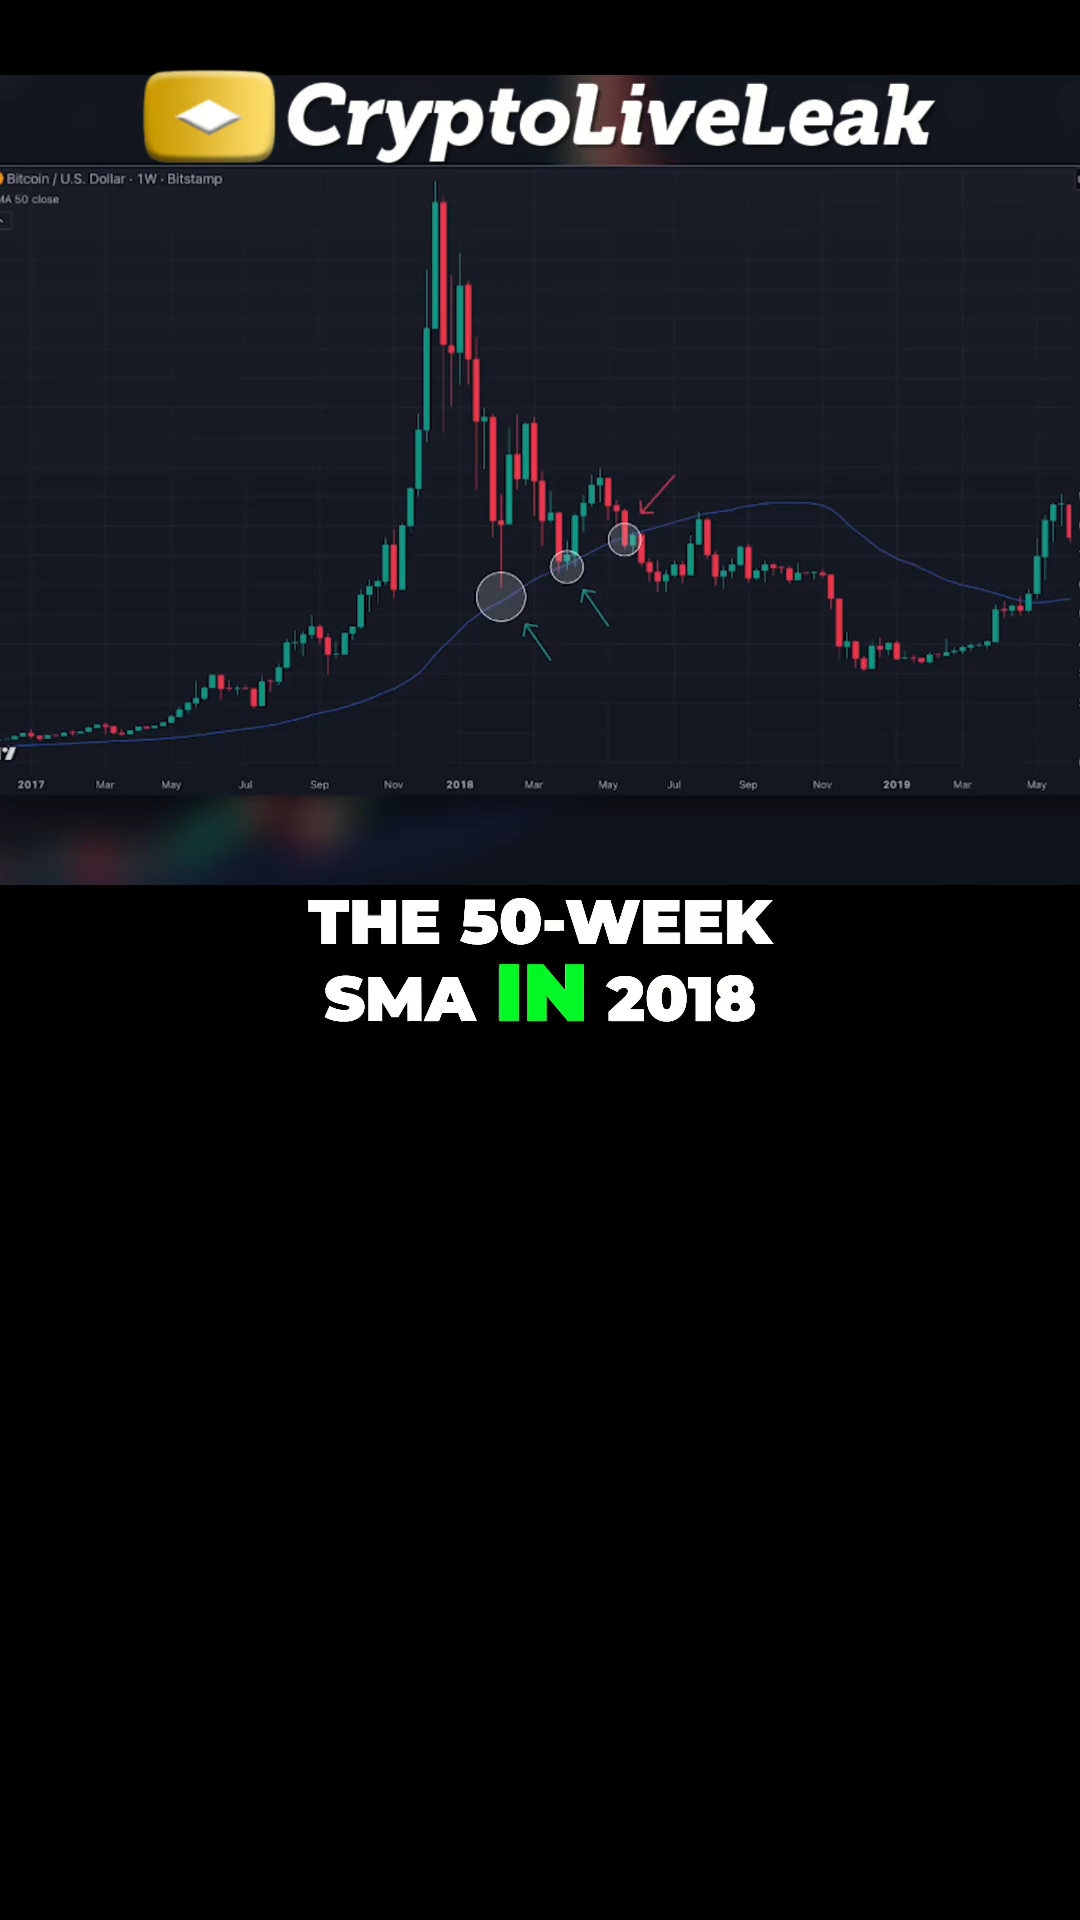 CryptoLiveLeak
Bitcoin / U.S. Dollar · 1W · Bitstamp
MA 50 close
2017 Mar May Jul Sep Nov 2018 Mar May Jul Sep Nov 2019 Mar May
THE 50-WEEK
SMA IN 2018